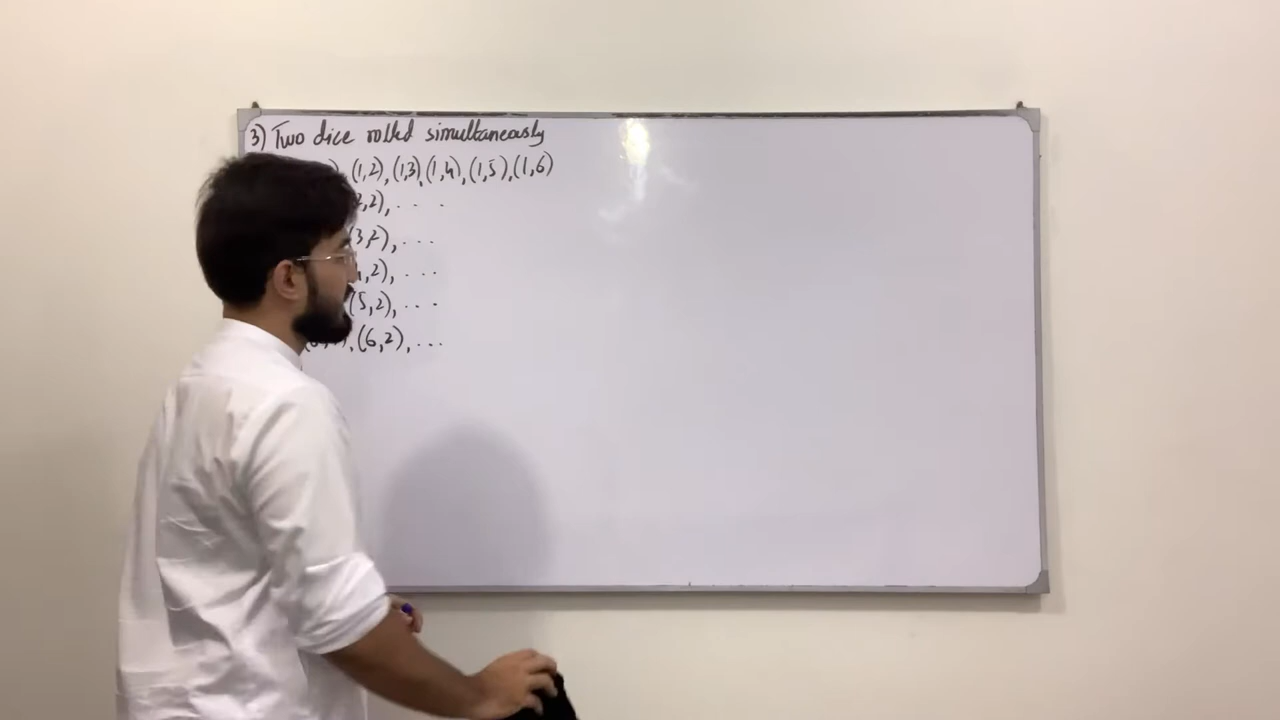 3) Two dice rolled simultaneously
(1,2), (1,3), (1,4), (1,5), (1,6)
,2), ....
(3,2), ...
,2), ...
(5,2), ...
, (6,2), ...